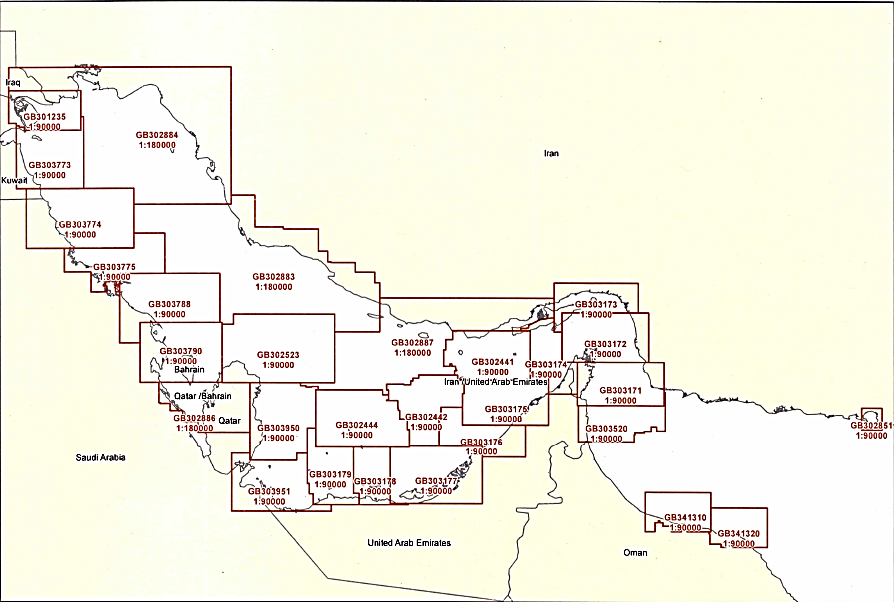 Iraq
GB301235
1:90000
GB302884
1:180000
Iran
GB303773
1:90000
Kuwait
GB303774
1:90000
GB303775
1:90000
GB302883
1:180000
GB303788
1:90000
GB303173
1:90000
GB303790
1:90000
Bahrain
GB302523
1:90000
GB302887
1:180000
GB302441
1:90000
GB303174
1:90000
GB303172
1:90000
Iran /United Arab Emirates
Qatar /Bahrain
GB303171
1:90000
GB302886
1:180000
Qatar
GB303950
1:90000
GB302444
1:90000
GB302442
1:90000
GB303175
1:90000
GB303520
1:90000
GB302851
1:90000
GB303176
1:90000
Saudi Arabia
GB303951
1:90000
GB303179
1:90000
GB303178
1:90000
GB303177
1:90000
GB341310
1:90000
GB341320
1:90000
United Arab Emirates
Oman